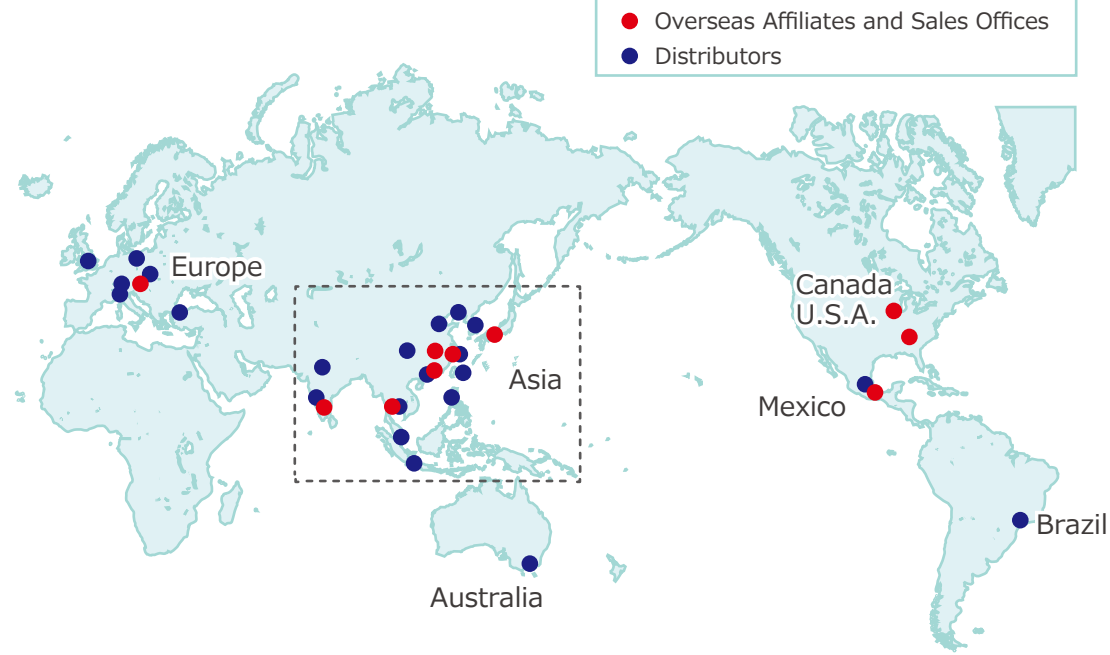 Overseas Affiliates and Sales Offices
Distributors
Europe
Canada
U.S.A.
Asia
Mexico
Brazil
Australia